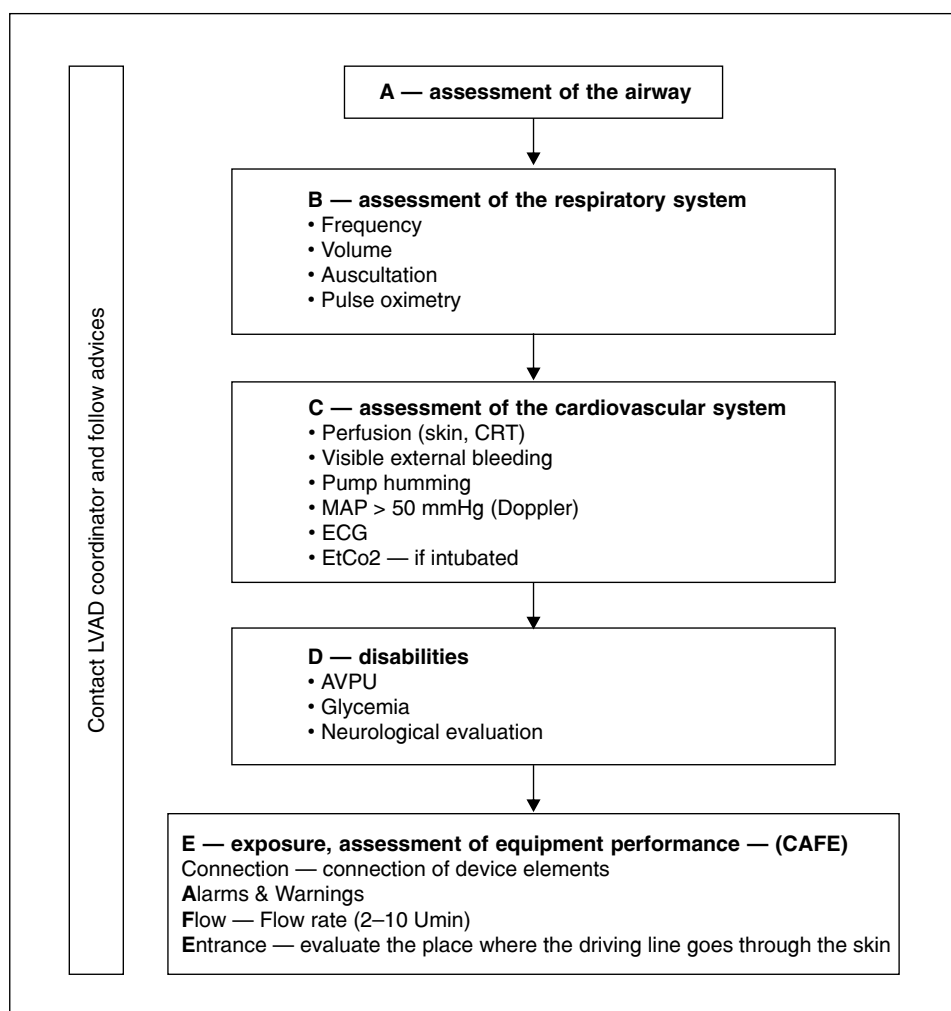 Contact LVAD coordinator and follow advices
A — assessment of the airway
B — assessment of the respiratory system
• Frequency
• Volume
• Auscultation
• Pulse oximetry
C — assessment of the cardiovascular system
• Perfusion (skin, CRT)
• Visible external bleeding
• Pump humming
• MAP > 50 mmHg (Doppler)
• ECG
• EtCo2 — if intubated
D — disabilities
• AVPU
• Glycemia
• Neurological evaluation
E — exposure, assessment of equipment performance — (CAFE)
Connection — connection of device elements
Alarms & Warnings
Flow — Flow rate (2–10 Umin)
Entrance — evaluate the place where the driving line goes through the skin